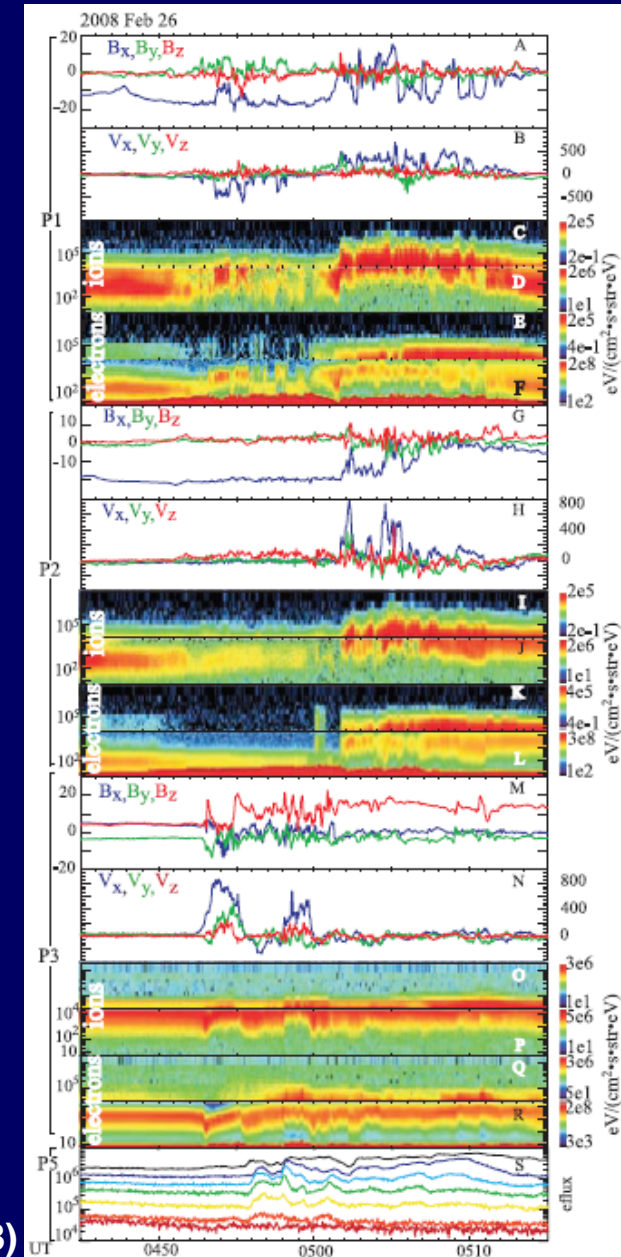 2008 Feb 26
Bx,By,Bz A
20
0
-20
Vx,Vy,Vz B
500
0
-500
P1
ions
C
10⁵
2e5
2e-1
D
10²
2e6
1e1
electrons
E
10⁵
2e5
4e-1
F
10²
2e8
1e2
eV/(cm²•s•str•eV)
Bx,By,Bz G
10
0
-10
Vx,Vy,Vz H
800
400
0
P2
ions
I
10⁵
2e5
2e-1
J
10²
2e6
1e1
electrons
K
10⁵
4e5
4e-1
L
10²
3e8
1e2
eV/(cm²•s•str•eV)
Bx,By,Bz M
20
0
-20
Vx,Vy,Vz N
800
400
0
P3
ions
O
3e6
1e1
10⁴
10²
10
P
5e6
1e1
electrons
Q
10⁵
3e6
5e1
R
10
2e8
3e3
eV/(cm²•s•str•eV)
P5
S
10⁶
10⁵
10⁴
eflux
3)
UT 0450 0500 0510